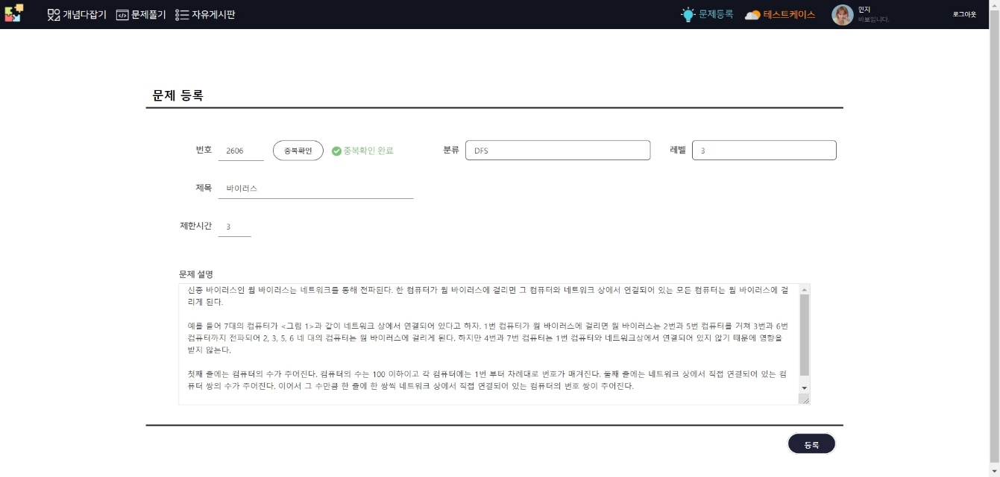 개념다잡기 문제풀기 자유게시판 문제등록 테스트케이스 민지 로그아웃
바보입니다.
문제 등록
번호 2606 중복확인 중복확인 완료 분류 DFS 레벨 3
제목 바이러스
제한시간 3
문제 설명
신종 바이러스인 웜 바이러스는 네트워크를 통해 전파된다. 한 컴퓨터가 웜 바이러스에 걸리면 그 컴퓨터와 네트워크 상에서 연결되어 있는 모든 컴퓨터는 웜 바이러스에 걸
리게 된다.
예를 들어 7대의 컴퓨터가 <그림 1>과 같이 네트워크 상에서 연결되어 있다고 하자. 1번 컴퓨터가 웜 바이러스에 걸리면 웜 바이러스는 2번과 5번 컴퓨터를 거쳐 3번과 6번
컴퓨터까지 전파되어 2, 3, 5, 6 네 대의 컴퓨터는 웜 바이러스에 걸리게 된다. 하지만 4번과 7번 컴퓨터는 1번 컴퓨터와 네트워크상에서 연결되어 있지 않기 때문에 영향을
받지 않는다.
첫째 줄에는 컴퓨터의 수가 주어진다. 컴퓨터의 수는 100 이하이고 각 컴퓨터에는 1번 부터 차례대로 번호가 매겨진다. 둘째 줄에는 네트워크 상에서 직접 연결되어 있는 컴
퓨터 쌍의 수가 주어진다. 이어서 그 수만큼 한 줄에 한 쌍씩 네트워크 상에서 직접 연결되어 있는 컴퓨터의 번호 쌍이 주어진다.
등록